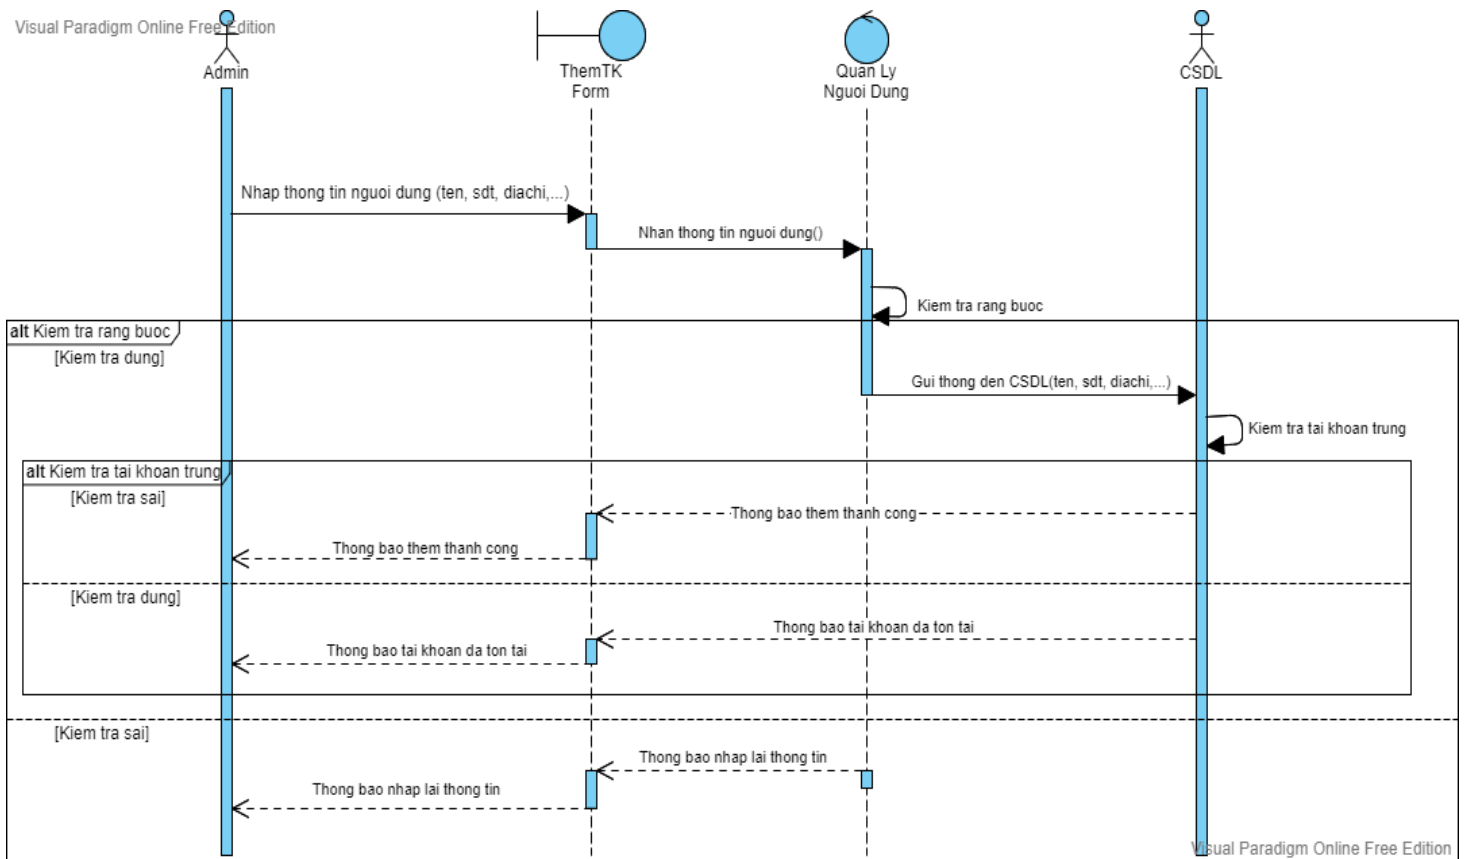 Visual Paradigm Online Free Edition
Admin
ThemTK
Form
Quan Ly
Nguoi Dung
CSDL
Nhap thong tin nguoi dung (ten, sdt, diachi,...)
Nhan thong tin nguoi dung()
Kiem tra rang buoc
alt Kiem tra rang buoc
[Kiem tra dung]
Gui thong den CSDL(ten, sdt, diachi,...)
Kiem tra tai khoan trung
alt Kiem tra tai khoan trung
[Kiem tra sai]
Thong bao them thanh cong
Thong bao them thanh cong
[Kiem tra dung]
Thong bao tai khoan da ton tai
Thong bao tai khoan da ton tai
[Kiem tra sai]
Thong bao nhap lai thong tin
Thong bao nhap lai thong tin
Visual Paradigm Online Free Edition